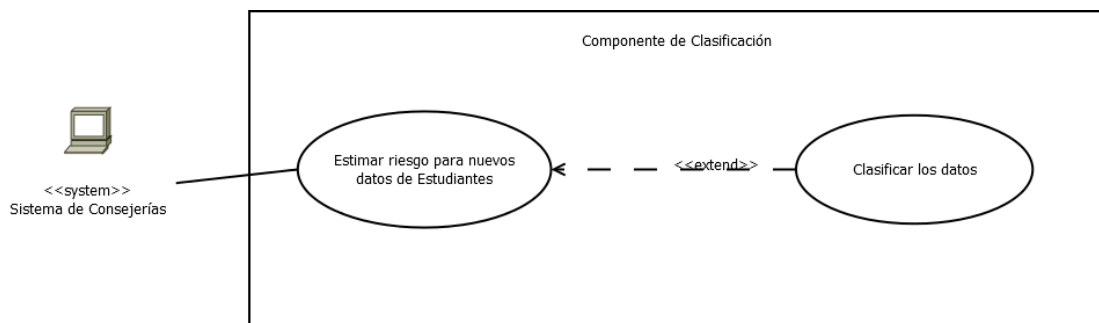 Componente de Clasificación
Estimar riesgo para nuevos
datos de Estudiantes
<<extend>>
Clasificar los datos
<<system>>
Sistema de Consejerías